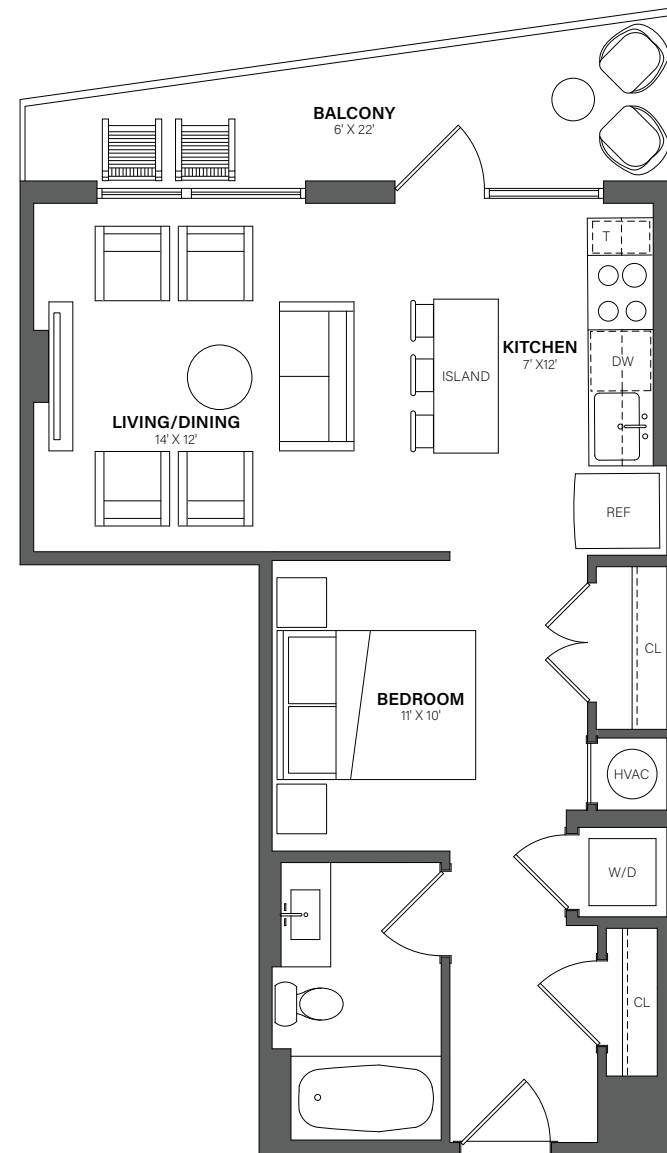 BALCONY
6' X 22'
T
KITCHEN
7' X12'
DW
ISLAND
LIVING/DINING
14' X 12'
REF
CL
BEDROOM
11' X 10'
HVAC
W/D
CL